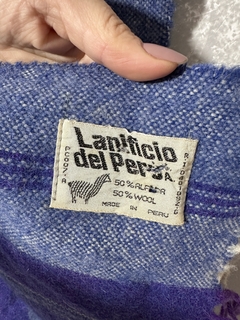 Lanificio
del Perú S.A.
50% ALPACA
50% WOOL
MADE IN PERU